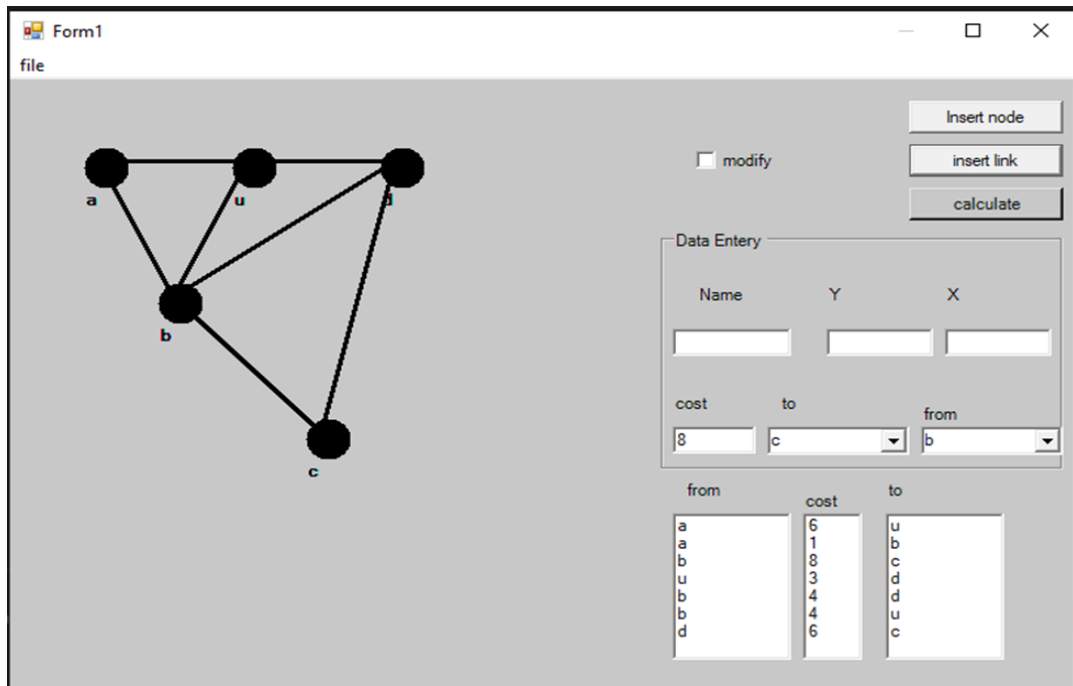 Form1
file
Insert node
modify
insert link
calculate
a
u
d
b
c
Data Entery
Name Y X
cost to from
8 c b
from cost to
a 6 u
a 1 b
b 8 c
u 3 d
b 4 d
b 4 u
d 6 c